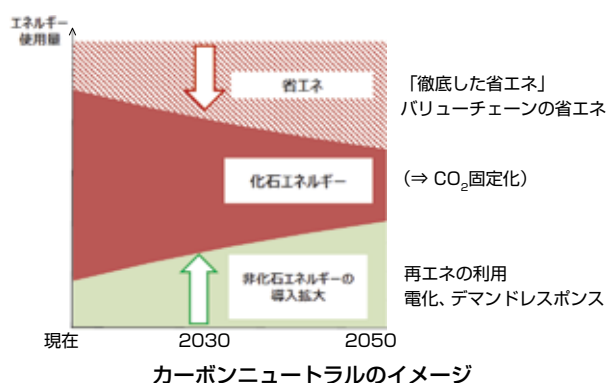 エネルギー
使用量
省エネ
「徹底した省エネ」
バリューチェーンの省エネ
化石エネルギー
(⇒ CO₂固定化)
非化石エネルギーの
導入拡大
再エネの利用
電化、デマンドレスポンス
現在 2030 2050
カーボンニュートラルのイメージ